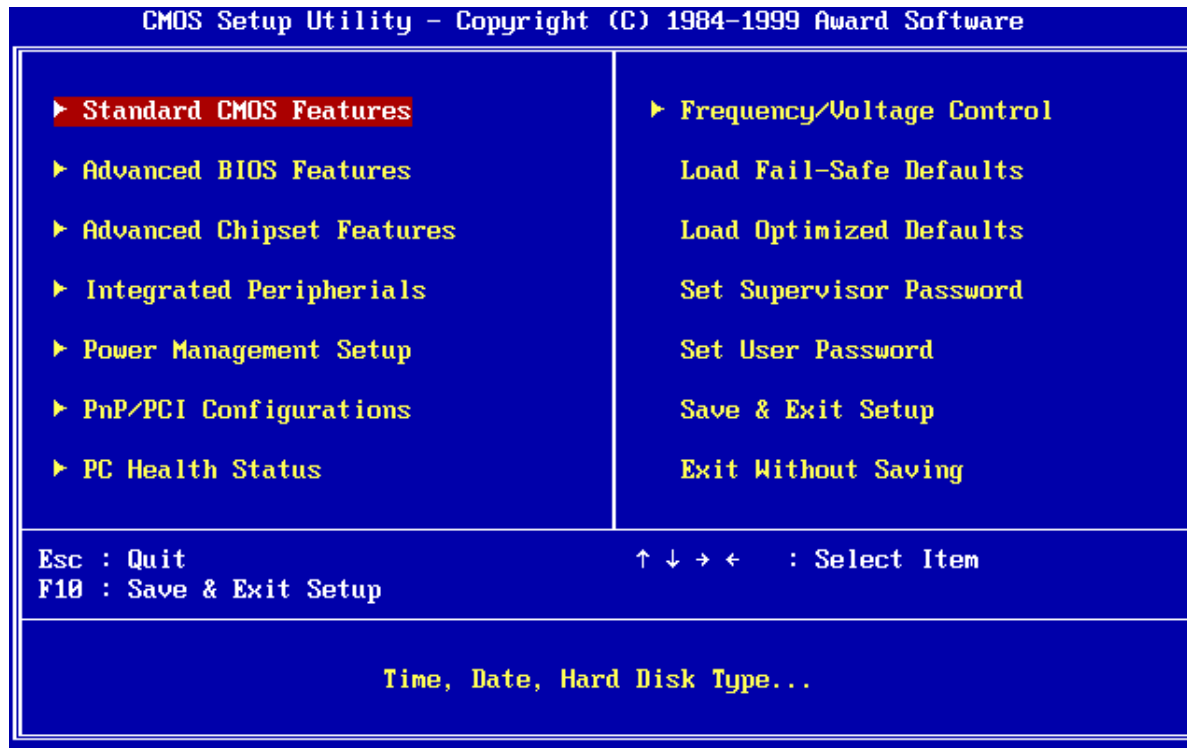 CMOS Setup Utility – Copyright (C) 1984–1999 Award Software
▶ Standard CMOS Features
▶ Advanced BIOS Features
▶ Advanced Chipset Features
▶ Integrated Peripherials
▶ Power Management Setup
▶ PnP/PCI Configurations
▶ PC Health Status
▶ Frequency/Voltage Control
Load Fail–Safe Defaults
Load Optimized Defaults
Set Supervisor Password
Set User Password
Save & Exit Setup
Exit Without Saving
Esc : Quit
F10 : Save & Exit Setup
↑ ↓ → ← : Select Item
Time, Date, Hard Disk Type...